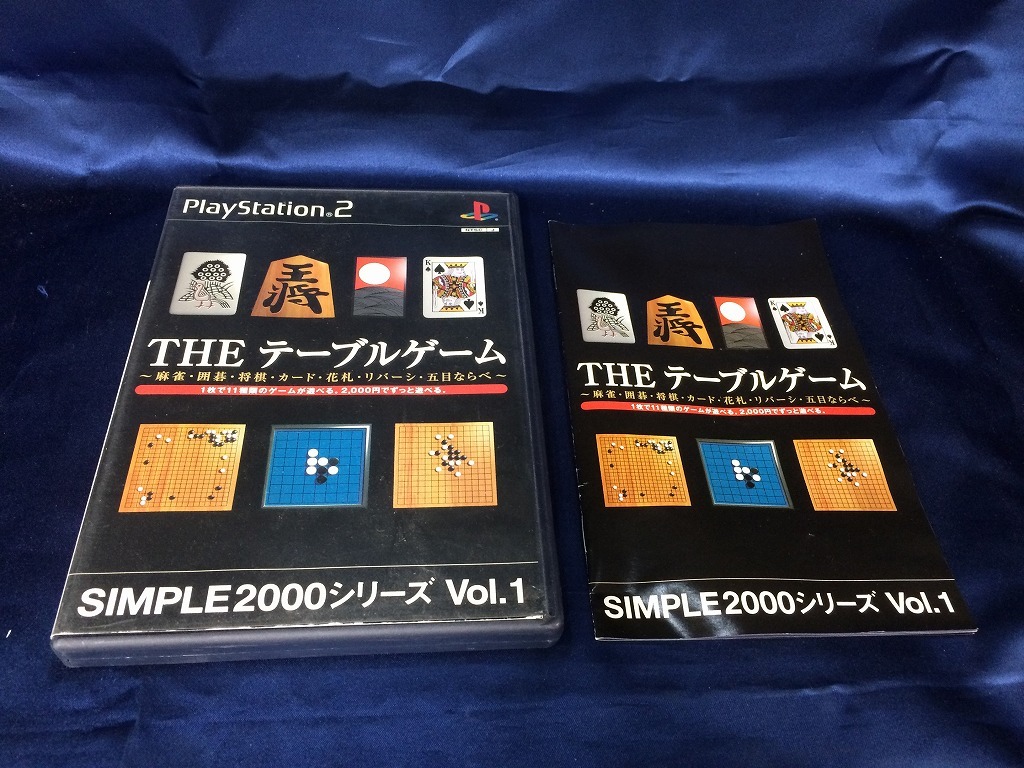 PlayStation®2
NTSC J
王将
K
K
THE テーブルゲーム
～麻雀・囲碁・将棋・カード・花札・リバーシ・五目ならべ～
1枚で11種類のゲームが遊べる。2,000円でずっと遊べる。
SIMPLE2000シリーズ Vol.1
王将
K
K
THE テーブルゲーム
～麻雀・囲碁・将棋・カード・花札・リバーシ・五目ならべ～
1枚で11種類のゲームが遊べる。2,000円でずっと遊べる。
SIMPLE2000シリーズ Vol.1